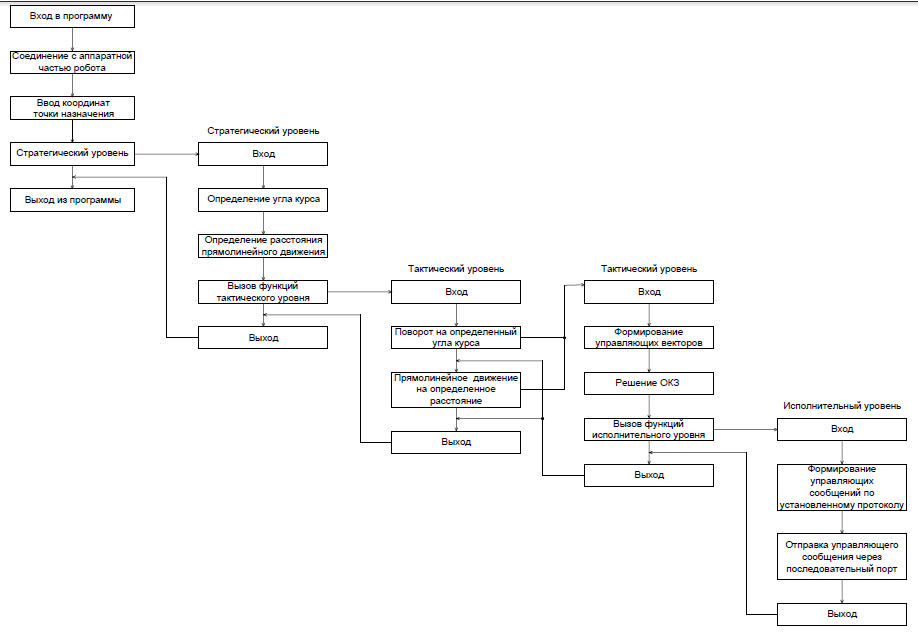 Вход в программу
Соединение с аппаратной
частью робота
Ввод координат
точки назначения
Стратегический уровень
Выход из программы
Стратегический уровень
Вход
Определение угла курса
Определение расстояния
прямолинейного движения
Вызов функций
тактического уровня
Выход
Тактический уровень
Вход
Поворот на определенный
угла курса
Прямолинейное движение
на определенное
расстояние
Выход
Тактический уровень
Вход
Формирование
управляющих векторов
Решение ОКЗ
Вызов функций
исполнительного уровня
Выход
Исполнительный уровень
Вход
Формирование
управляющих
сообщений по
установленному протоколу
Отправка управляющего
сообщения через
последовательный порт
Выход